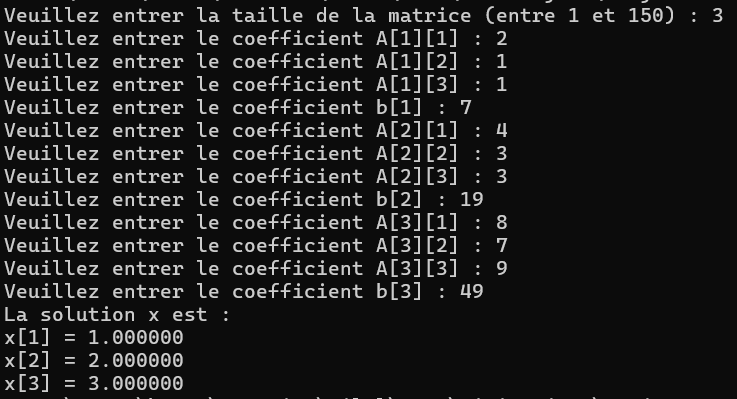 Veuillez entrer la taille de la matrice (entre 1 et 150) : 3
Veuillez entrer le coefficient A[1][1] : 2
Veuillez entrer le coefficient A[1][2] : 1
Veuillez entrer le coefficient A[1][3] : 1
Veuillez entrer le coefficient b[1] : 7
Veuillez entrer le coefficient A[2][1] : 4
Veuillez entrer le coefficient A[2][2] : 3
Veuillez entrer le coefficient A[2][3] : 3
Veuillez entrer le coefficient b[2] : 19
Veuillez entrer le coefficient A[3][1] : 8
Veuillez entrer le coefficient A[3][2] : 7
Veuillez entrer le coefficient A[3][3] : 9
Veuillez entrer le coefficient b[3] : 49
La solution x est :
x[1] = 1.000000
x[2] = 2.000000
x[3] = 3.000000